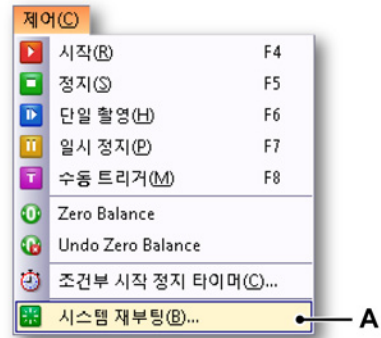 제어(C)
시작(R) F4
정지(S) F5
단일 촬영(H) F6
일시 정지(P) F7
T 수동 트리거(M) F8
0 Zero Balance
0 Undo Zero Balance
조건부 시작 정지 타이머(C)...
시스템 재부팅(B)... A